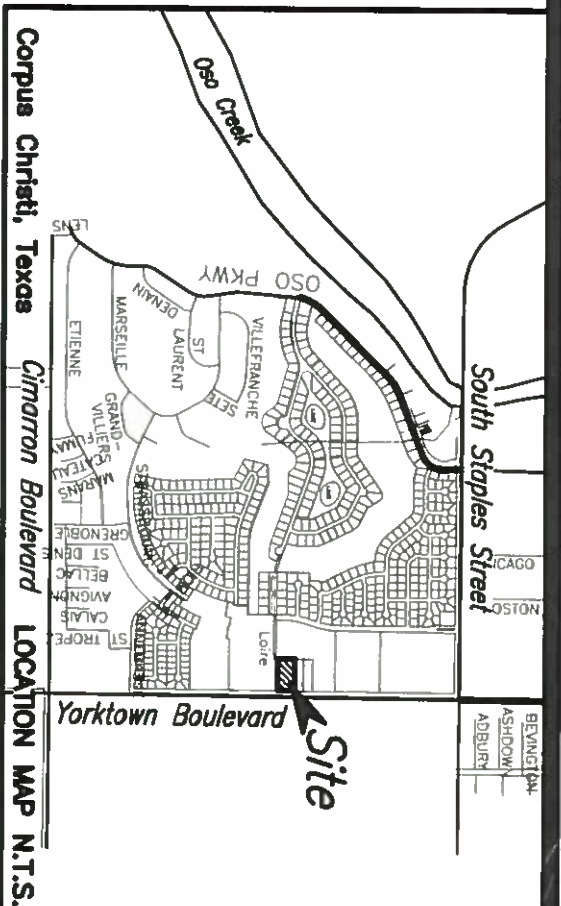 Oso Creek
South Staples Street
OSO PKWY
LENS
DENAIN
ST
LAURENT
MARSEILLE
ETIENNE
VILLEFRANCHE
SETE
GRAND-
VILLIERS
FUMAY
CATEAU
MARANS
GRENOBLE
ST DENIS
BELLAC
AVIGNON
CALAIS
ST TROPEZ
Loire
ICAGO
OSTON
BEVINGTON
ASHDOWN
ADBURY
Yorktown Boulevard
Site
Corpus Christi, Texas
Cimarron Boulevard
LOCATION MAP N.T.S.